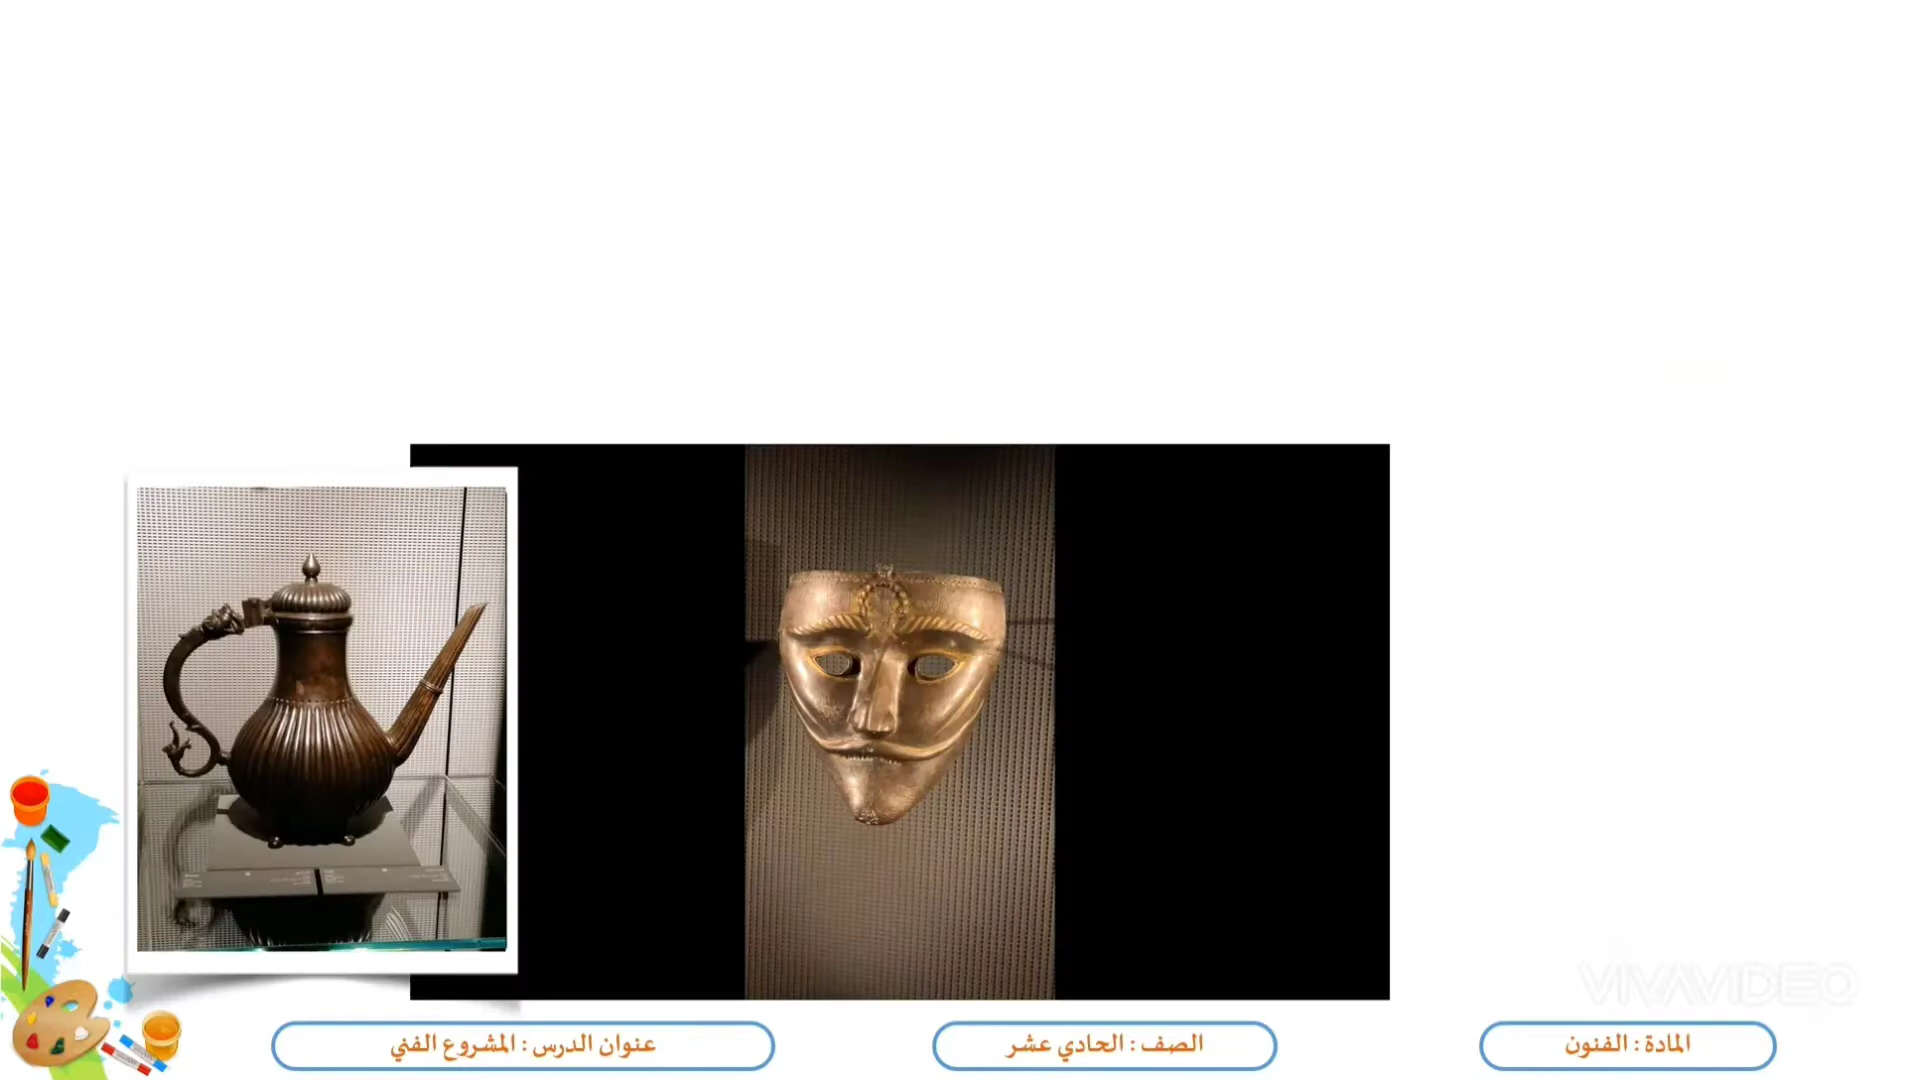 المادة : الفنون
الصف : الحادي عشر
عنوان الدرس : المشروع الفني
VIVAVIDEO